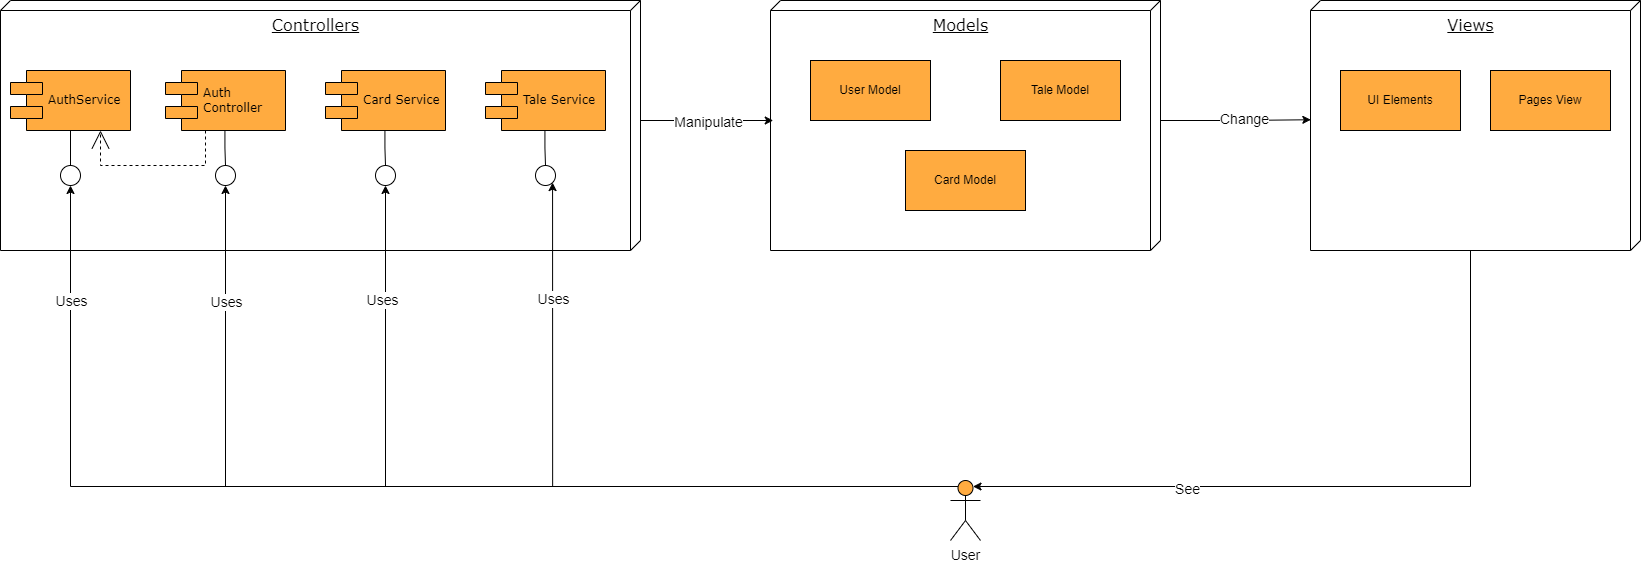 Controllers
Models
Views
AuthService
Auth
Controller
Card Service
Tale Service
User Model
Tale Model
Card Model
UI Elements
Pages View
Manipulate
Change
Uses
Uses
Uses
Uses
See
User